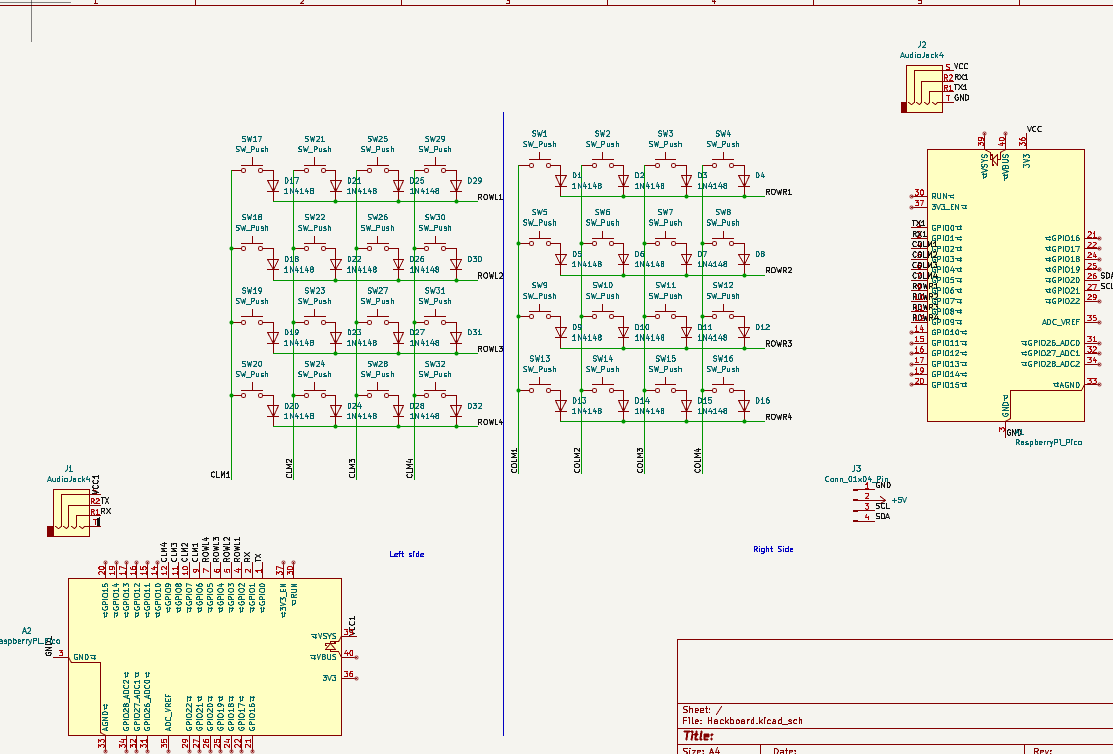 1 2 3 4 5
J2
AudioJack4
S VCC
R2 RX1
R1 TX1
T GND
SW17 SW21 SW25 SW29
SW_Push SW_Push SW_Push SW_Push
D17 D21 D25 D29
1N4148 1N4148 1N4148
ROWL1
SW18 SW22 SW26 SW30
SW_Push SW_Push SW_Push SW_Push
D18 D22 D26 D30
1N4148 1N4148 1N4148
ROWL2
SW19 SW23 SW27 SW31
SW_Push SW_Push SW_Push SW_Push
D19 D23 D27 D31
1N4148 1N4148 1N4148
ROWL3
SW20 SW24 SW28 SW32
SW_Push SW_Push SW_Push SW_Push
D20 D24 D28 D32
1N4148 1N4148 1N4148
ROWL4
CLM1 CLM2 CLM3 CLM4
SW1 SW2 SW3 SW4
SW_Push SW_Push SW_Push SW_Push
D1 D2 D3 D4
1N4148 1N4148 1N4148
ROWR1
SW5 SW6 SW7 SW8
SW_Push SW_Push SW_Push SW_Push
D5 D6 D7 D8
1N4148 1N4148 1N4148
ROWR2
SW9 SW10 SW11 SW12
SW_Push SW_Push SW_Push SW_Push
D9 D10 D11 D12
1N4148 1N4148 1N4148
ROWR3
SW13 SW14 SW15 SW16
SW_Push SW_Push SW_Push SW_Push
D13 D14 D15 D16
1N4148 1N4148 1N4148
ROWR4
COLM1 COLM2 COLM3 COLM4
VCC
39 40 36
VSYS VBUS 3V3
30 RUN
37 3V3_EN
TX1 GPIO0
RX1 GPIO1
COLM1 GPIO2
COLM2 GPIO3
COLM3 GPIO4
COLM4 GPIO5
ROWR1 GPIO6
ROWR2 GPIO7
ROWR3 GPIO8
ROWR4 GPIO9
14 GPIO10
15 GPIO11
16 GPIO12
17 GPIO13
19 GPIO14
20 GPIO15
GPIO16 21
GPIO17 22
GPIO18 24
GPIO19 25
GPIO20 26 SDA
GPIO21 27 SCL
GPIO22 29
ADC_VREF 35
GPIO26_ADC0 31
GPIO27_ADC1 32
GPIO28_ADC2 34
AGND 33
GND
3 GND
RaspberryPi_Pico
J3
Conn_01x04_Pin
1 GND
2 +5V
3 SCL
4 SDA
J1
AudioJack4
VCC1
R2 TX
R1 RX
T
Left side
Right Side
CLM4 CLM3 CLM2 CLM1 ROWL4 ROWL3 ROWL2 ROWL1 RX TX
20 19 17 16 15 14 12 11 10 9 7 6 5 4 2 1 37 30
GPIO15 GPIO14 GPIO13 GPIO12 GPIO11 GPIO10 GPIO9 GPIO8 GPIO7 GPIO6 GPIO5 GPIO4 GPIO3 GPIO2 GPIO1 GPIO0 3V3_EN RUN
A2
aspberryPi_Pico
GND
3 GND
VSYS 39 VCC1
VBUS 40
3V3 36
AGND GPIO28_ADC2 GPIO27_ADC1 GPIO26_ADC0 ADC_VREF GPIO22 GPIO21 GPIO20 GPIO19 GPIO18 GPIO17 GPIO16
33 34 32 31 35 29 27 26 25 24 22 21
Sheet: /
File: Hackboard.kicad_sch
Title:
Size: A4 Date: Rev: